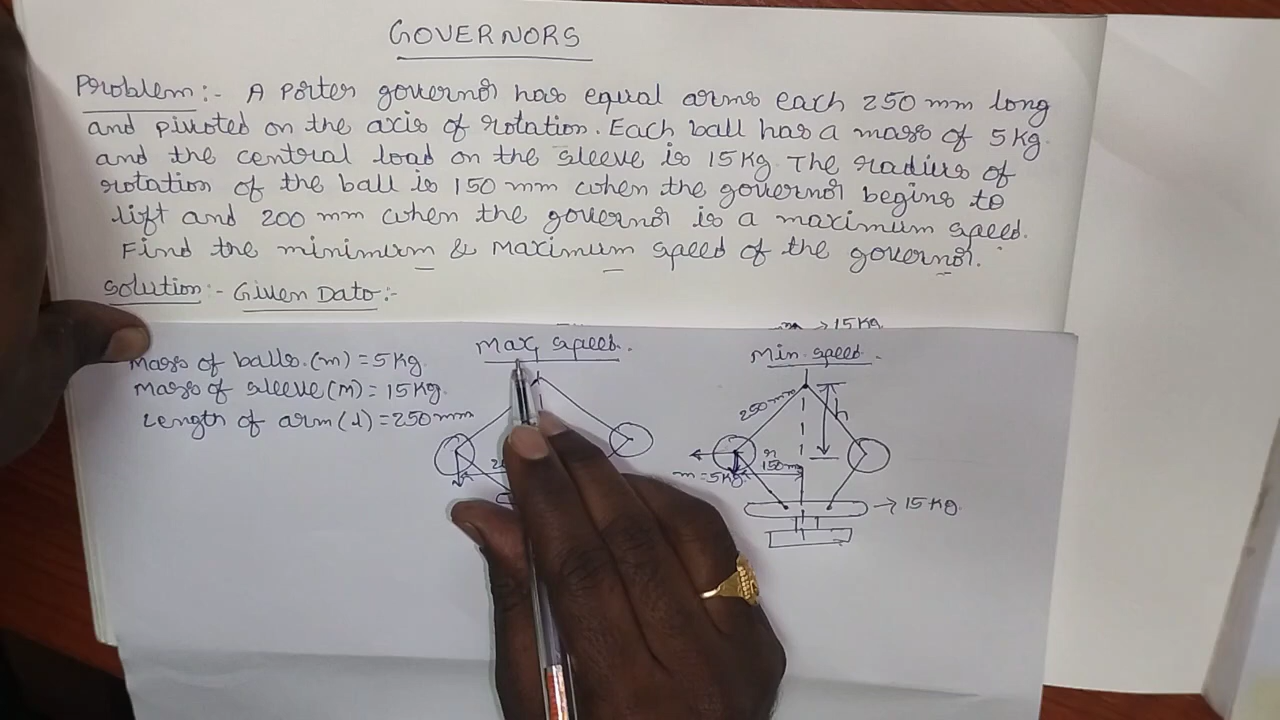 GOVERNORS
Problem:- A Porter governor has equal arms each 250 mm long
and pivoted on the axis of rotation. Each ball has a mass of 5 Kg
and the central load on the sleeve is 15 Kg. The radius of
rotation of the ball is 150 mm when the governor begins to
lift and 200 mm when the governor is a maximum speed.
Find the minimum & maximum speed of the governor.
Solution:- Given Data:-
→ 15 Kg
Mass of balls.(m) = 5 Kg.
Mass of sleeve (M) = 15 Kg.
Length of arm (l) = 250 mm
Max speed.
Min. speed.
250 mm
h
r
150 m
m = 5 Kg
→ 15 Kg.